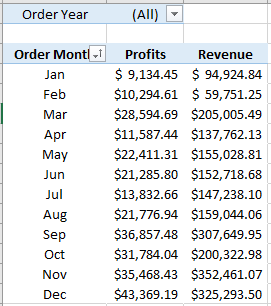 Order Year (All)
Order Mont Profits Revenue
Jan $ 9,134.45 $ 94,924.84
Feb $10,294.61 $ 59,751.25
Mar $28,594.69 $205,005.49
Apr $11,587.44 $137,762.13
May $22,411.31 $155,028.81
Jun $21,285.80 $152,718.68
Jul $13,832.66 $147,238.10
Aug $21,776.94 $159,044.06
Sep $36,857.48 $307,649.95
Oct $31,784.04 $200,322.98
Nov $35,468.43 $352,461.07
Dec $43,369.19 $325,293.50